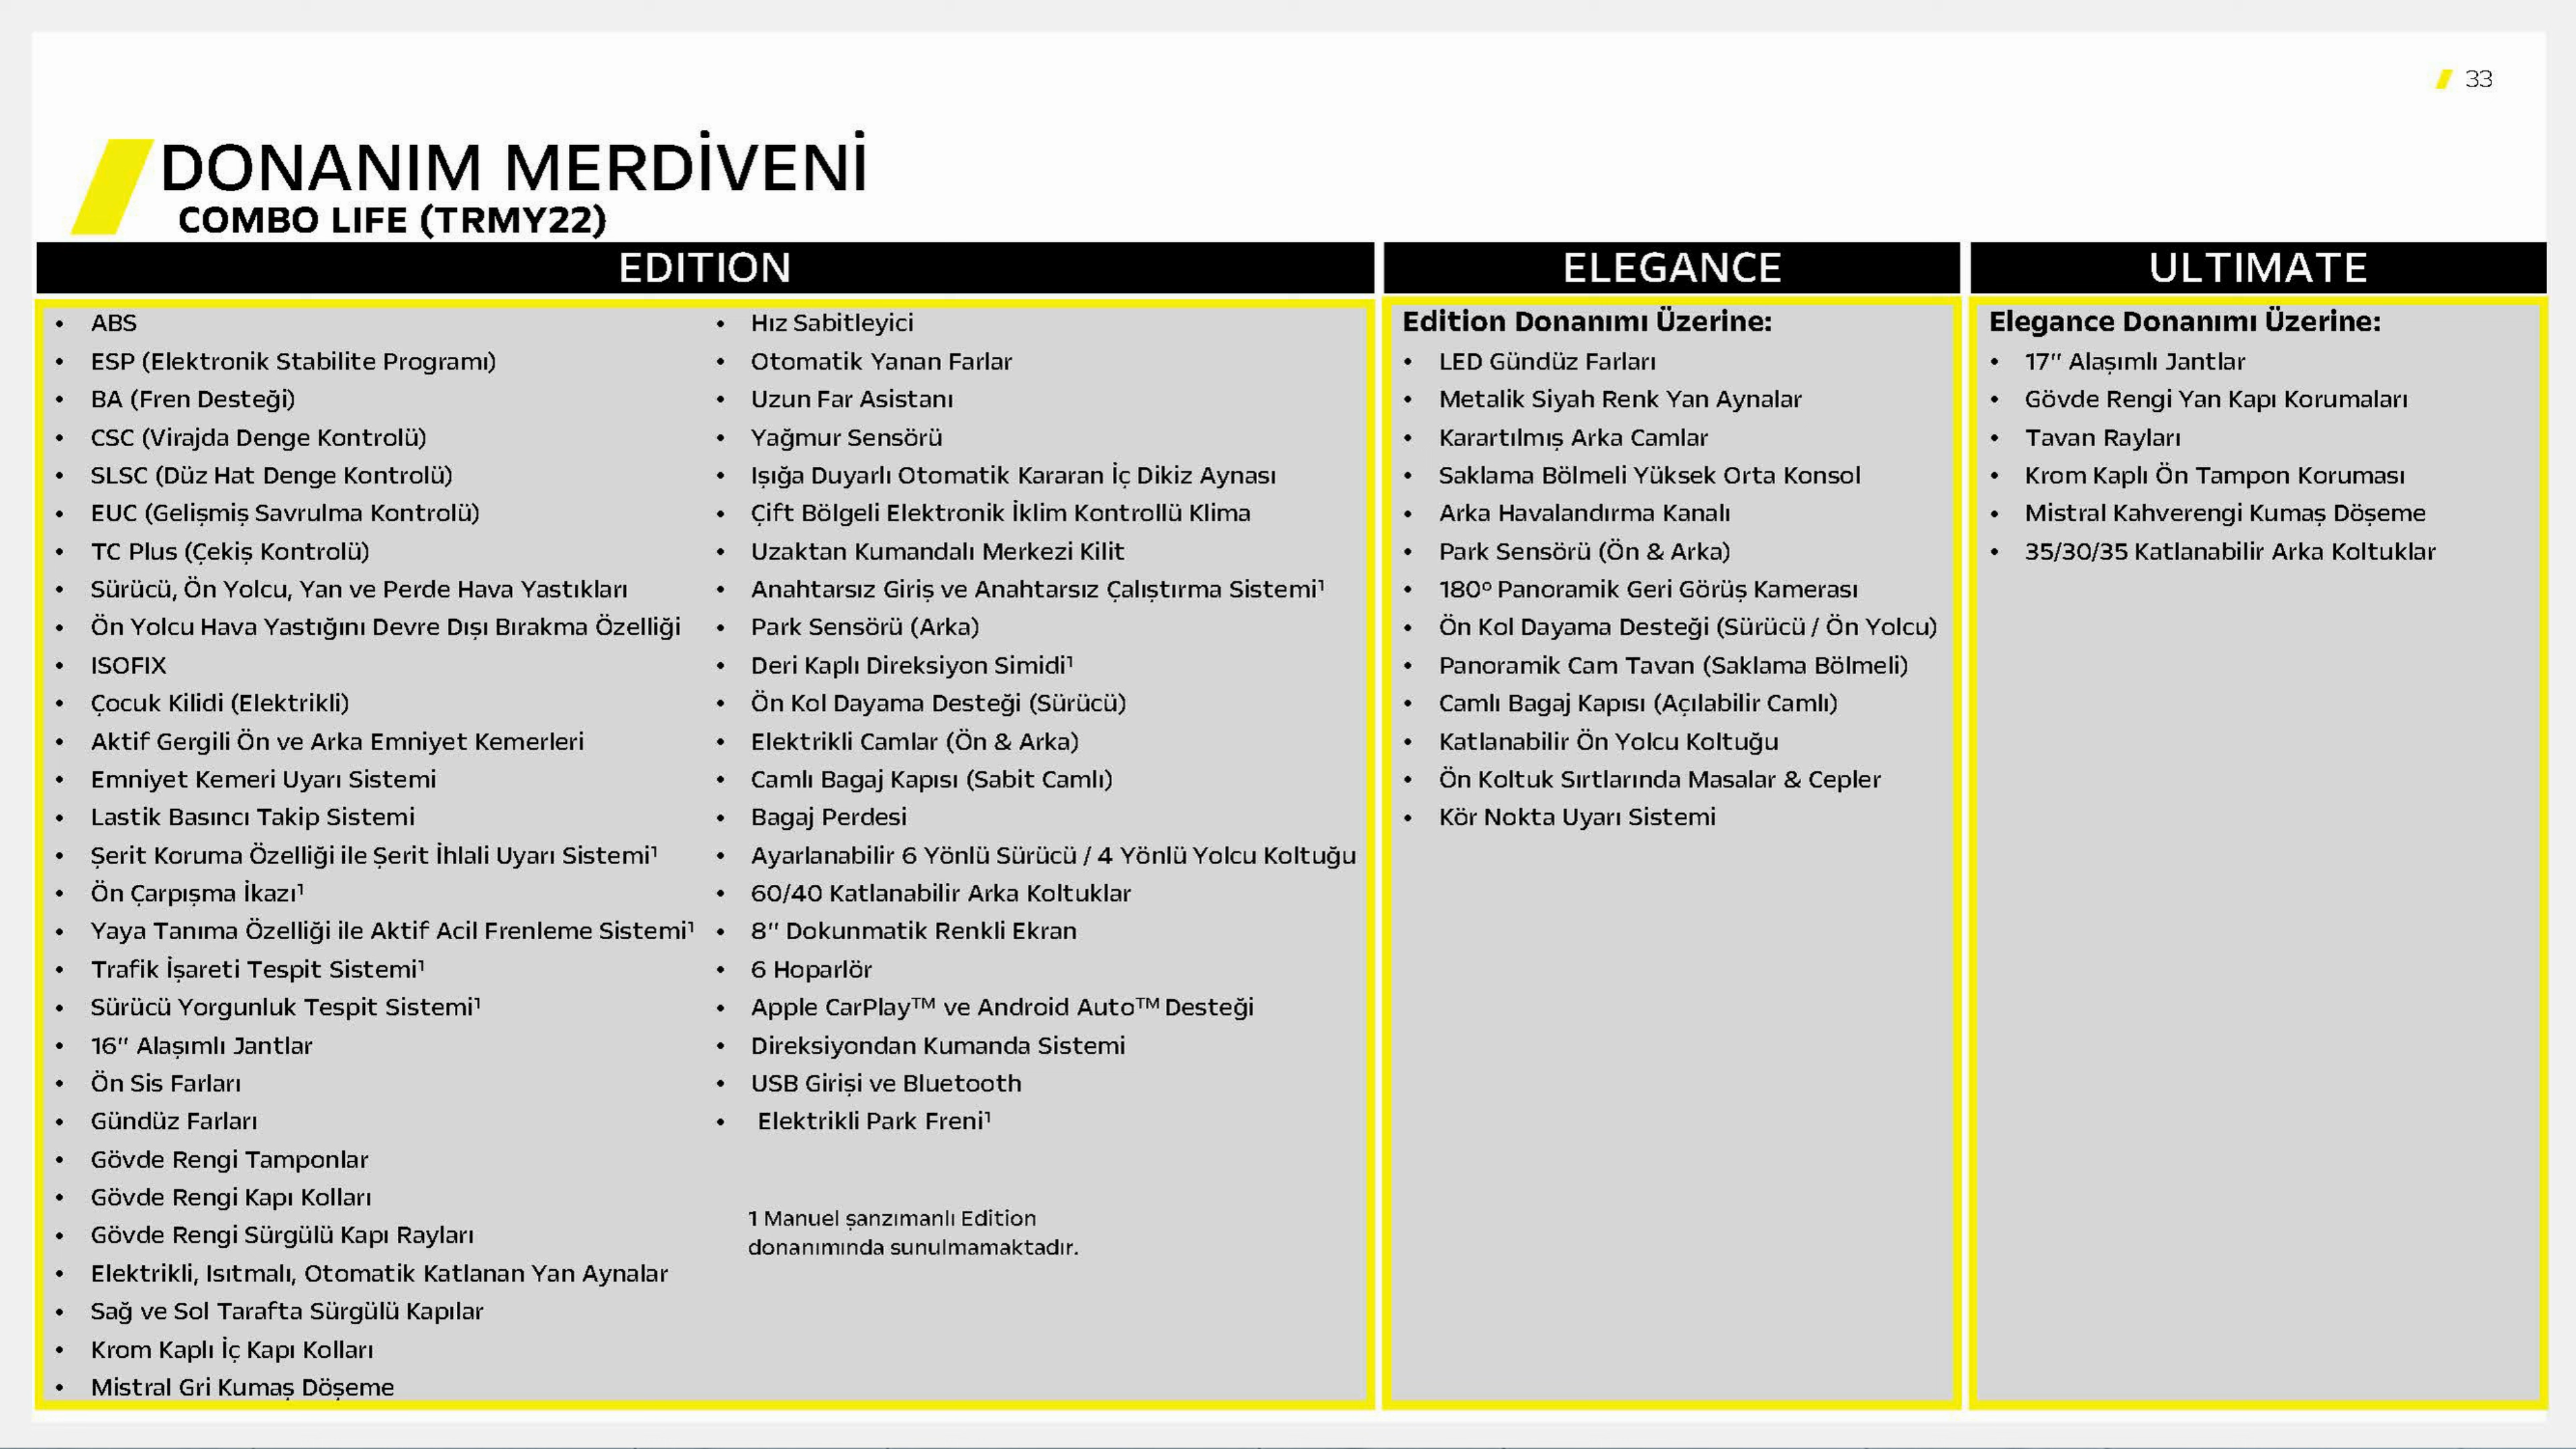 33
DONANIM MERDİVENİ
COMBO LIFE (TRMY22)
EDITION
• ABS
• ESP (Elektronik Stabilite Programı)
• BA (Fren Desteği)
• CSC (Virajda Denge Kontrolü)
• SLSC (Düz Hat Denge Kontrolü)
• EUC (Gelişmiş Savrulma Kontrolü)
• TC Plus (Çekiş Kontrolü)
• Sürücü, Ön Yolcu, Yan ve Perde Hava Yastıkları
• Ön Yolcu Hava Yastığını Devre Dışı Bırakma Özelliği
• ISOFIX
• Çocuk Kilidi (Elektrikli)
• Aktif Gergili Ön ve Arka Emniyet Kemerleri
• Emniyet Kemeri Uyarı Sistemi
• Lastik Basıncı Takip Sistemi
• Şerit Koruma Özelliği ile Şerit İhlali Uyarı Sistemi¹
• Ön Çarpışma İkazı¹
• Yaya Tanıma Özelliği ile Aktif Acil Frenleme Sistemi¹
• Trafik İşareti Tespit Sistemi¹
• Sürücü Yorgunluk Tespit Sistemi¹
• 16″ Alaşımlı Jantlar
• Ön Sis Farları
• Gündüz Farları
• Gövde Rengi Tamponlar
• Gövde Rengi Kapı Kolları
• Gövde Rengi Sürgülü Kapı Rayları
• Elektrikli, Isıtmalı, Otomatik Katlanan Yan Aynalar
• Sağ ve Sol Tarafta Sürgülü Kapılar
• Krom Kaplı İç Kapı Kolları
• Mistral Gri Kumaş Döşeme
• Hız Sabitleyici
• Otomatik Yanan Farlar
• Uzun Far Asistanı
• Yağmur Sensörü
• Işığa Duyarlı Otomatik Kararan İç Dikiz Aynası
• Çift Bölgeli Elektronik İklim Kontrollü Klima
• Uzaktan Kumandalı Merkezi Kilit
• Anahtarsız Giriş ve Anahtarsız Çalıştırma Sistemi¹
• Park Sensörü (Arka)
• Deri Kaplı Direksiyon Simidi¹
• Ön Kol Dayama Desteği (Sürücü)
• Elektrikli Camlar (Ön & Arka)
• Camlı Bagaj Kapısı (Sabit Camlı)
• Bagaj Perdesi
• Ayarlanabilir 6 Yönlü Sürücü / 4 Yönlü Yolcu Koltuğu
• 60/40 Katlanabilir Arka Koltuklar
• 8″ Dokunmatik Renkli Ekran
• 6 Hoparlör
• Apple CarPlay™ ve Android Auto™ Desteği
• Direksiyondan Kumanda Sistemi
• USB Girişi ve Bluetooth
• Elektrikli Park Freni¹
1 Manuel şanzımanlı Edition
donanımında sunulmamaktadır.
ELEGANCE
Edition Donanımı Üzerine:
• LED Gündüz Farları
• Metalik Siyah Renk Yan Aynalar
• Karartılmış Arka Camlar
• Saklama Bölmeli Yüksek Orta Konsol
• Arka Havalandırma Kanalı
• Park Sensörü (Ön & Arka)
• 180º Panoramik Geri Görüş Kamerası
• Ön Kol Dayama Desteği (Sürücü / Ön Yolcu)
• Panoramik Cam Tavan (Saklama Bölmeli)
• Camlı Bagaj Kapısı (Açılabilir Camlı)
• Katlanabilir Ön Yolcu Koltuğu
• Ön Koltuk Sırtlarında Masalar & Cepler
• Kör Nokta Uyarı Sistemi
ULTIMATE
Elegance Donanımı Üzerine:
• 17″ Alaşımlı Jantlar
• Gövde Rengi Yan Kapı Korumaları
• Tavan Rayları
• Krom Kaplı Ön Tampon Koruması
• Mistral Kahverengi Kumaş Döşeme
• 35/30/35 Katlanabilir Arka Koltuklar